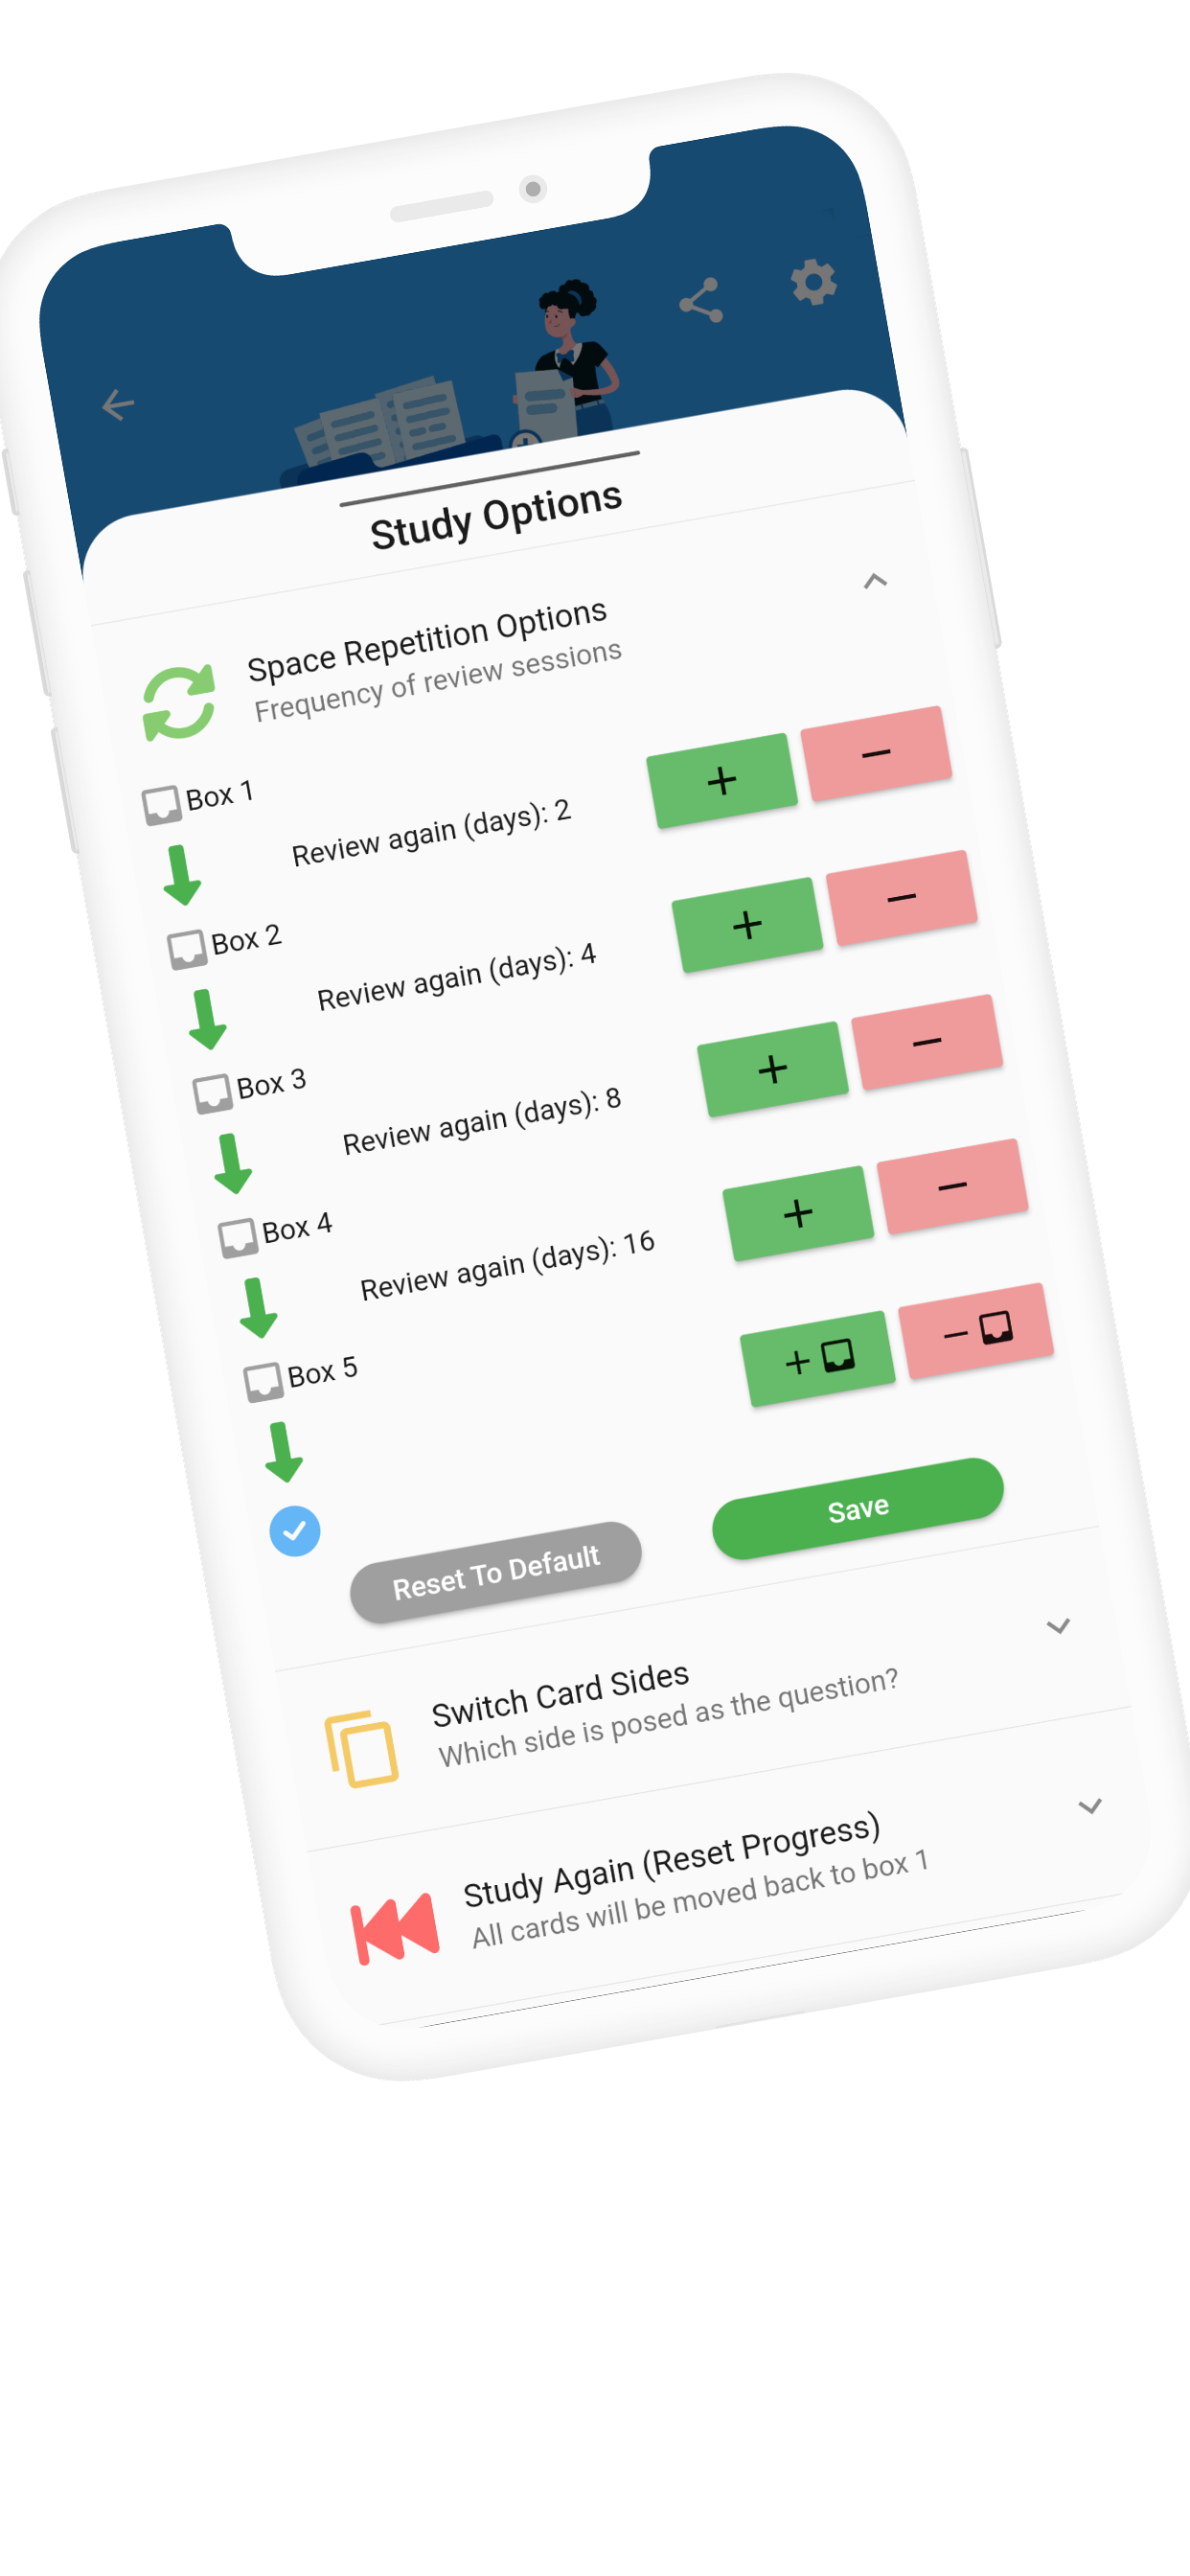 Study Options
Space Repetition Options
Frequency of review sessions
Box 1
Review again (days): 2
+
−
Box 2
Review again (days): 4
+
−
Box 3
Review again (days): 8
+
−
Box 4
Review again (days): 16
+
−
Box 5
+
−
Reset To Default
Save
Switch Card Sides
Which side is posed as the question?
Study Again (Reset Progress)
All cards will be moved back to box 1